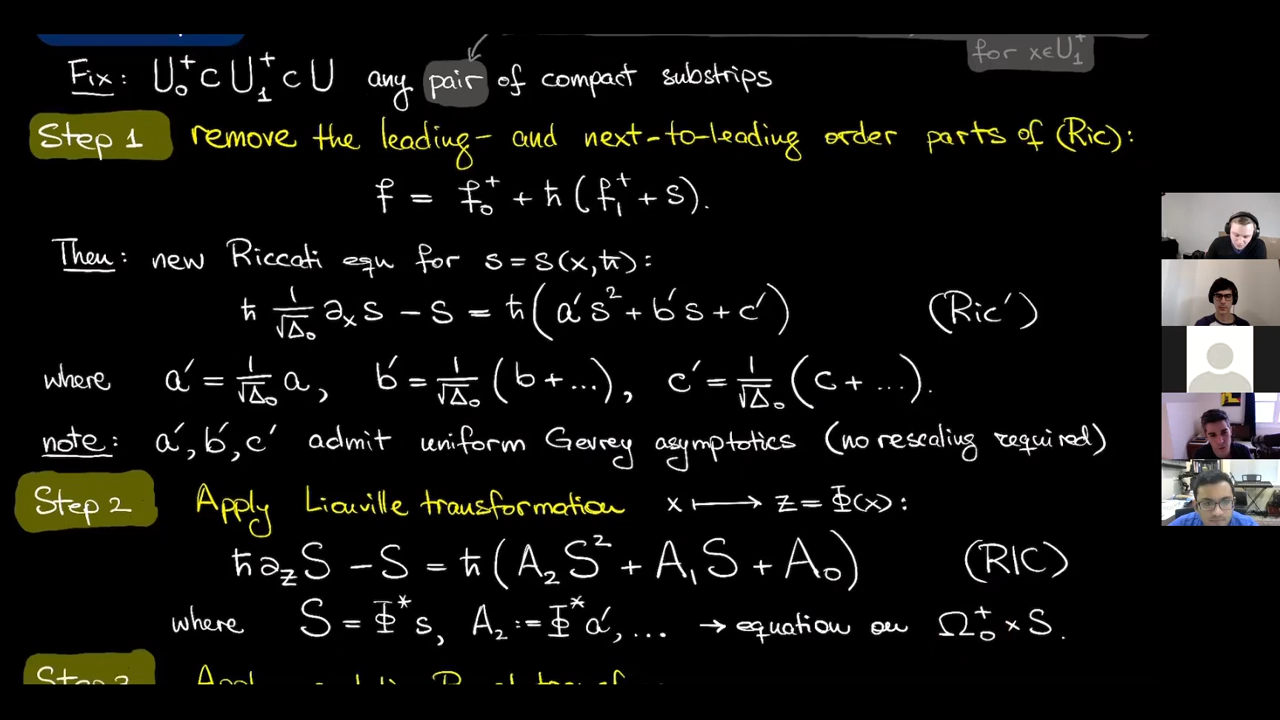 for x∈U₁⁺
Fix: U₀⁺ ⊂ U₁⁺ ⊂ U any pair of compact substrips
Step 1 remove the leading- and next-to-leading order parts of (Ric):
f = f₀⁺ + ħ (f₁⁺ + s).
Then: new Riccati equ for s = s(x,ħ):
ħ 1/√Δ₀ ∂ₓs − s = ħ(a′s² + b′s + c′) (Ric′)
where a′ = 1/√Δ₀ a, b′ = 1/√Δ₀ (b + ...), c′ = 1/√Δ₀ (c + ...).
note: a′, b′, c′ admit uniform Gevrey asymptotics (no rescaling required)
Step 2 Apply Liouville transformation x ⟼ z = Φ(x):
ħ∂_z S − S = ħ(A₂S² + A₁S + A₀) (RIC)
where S = Φ*s, A₂ := Φ*a′, ... → equation on Ω₀⁺ × S.